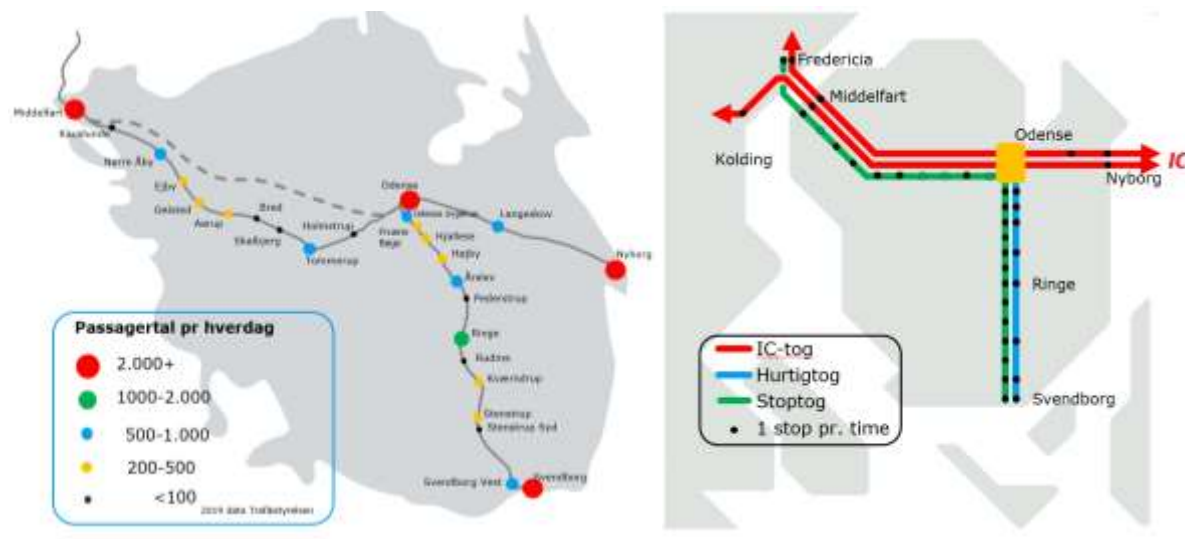 Middelfart
Kauslunde
Nørre Åby
Ejby
Gelsted
Aarup
Bred
Skalbjerg
Tommerup
Holmstrup
Odense
Fruens
Bøge
Hjallese
Højby
Årslev
Pederstrup
Ringe
Rudme
Kværndrup
Stenstrup
Stenstrup Syd
Svendborg Vest
Svendborg
Langeskov
Nyborg
Passagertal pr hverdag
2.000+
1000-2.000
500-1.000
200-500
<100
2019 data Trafikstyrelsen
Fredericia
Middelfart
Kolding
Odense
IC
Nyborg
Ringe
Svendborg
IC-tog
Hurtigtog
Stoptog
1 stop pr. time